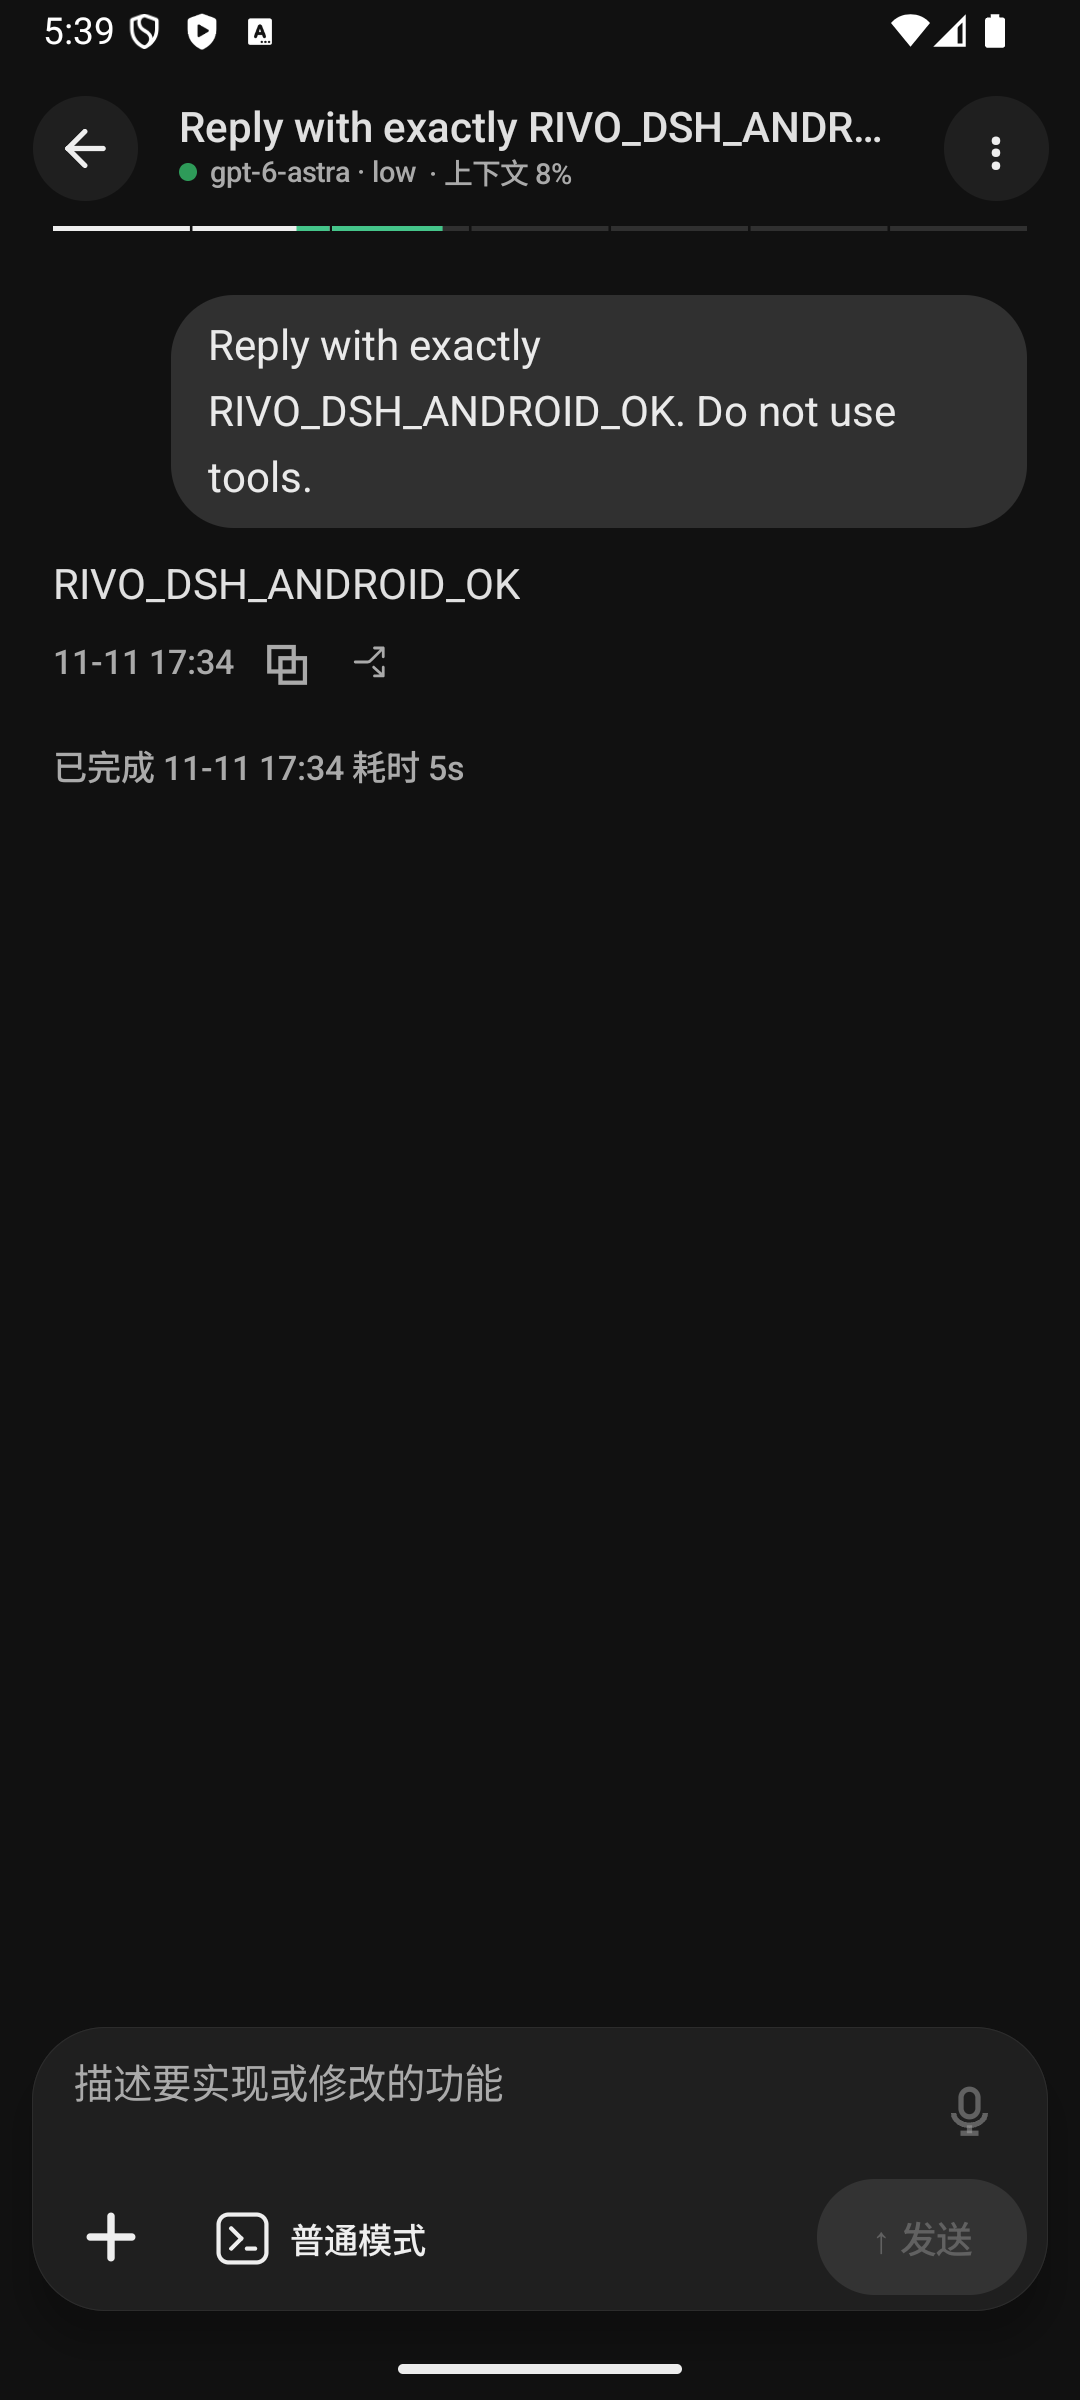 5:39
Reply with exactly RIVO_DSH_ANDR...
gpt-6-astra · low · 上下文 8%
Reply with exactly
RIVO_DSH_ANDROID_OK. Do not use
tools.
RIVO_DSH_ANDROID_OK
11-11 17:34
已完成 11-11 17:34 耗时 5s
描述要实现或修改的功能
普通模式
↑ 发送